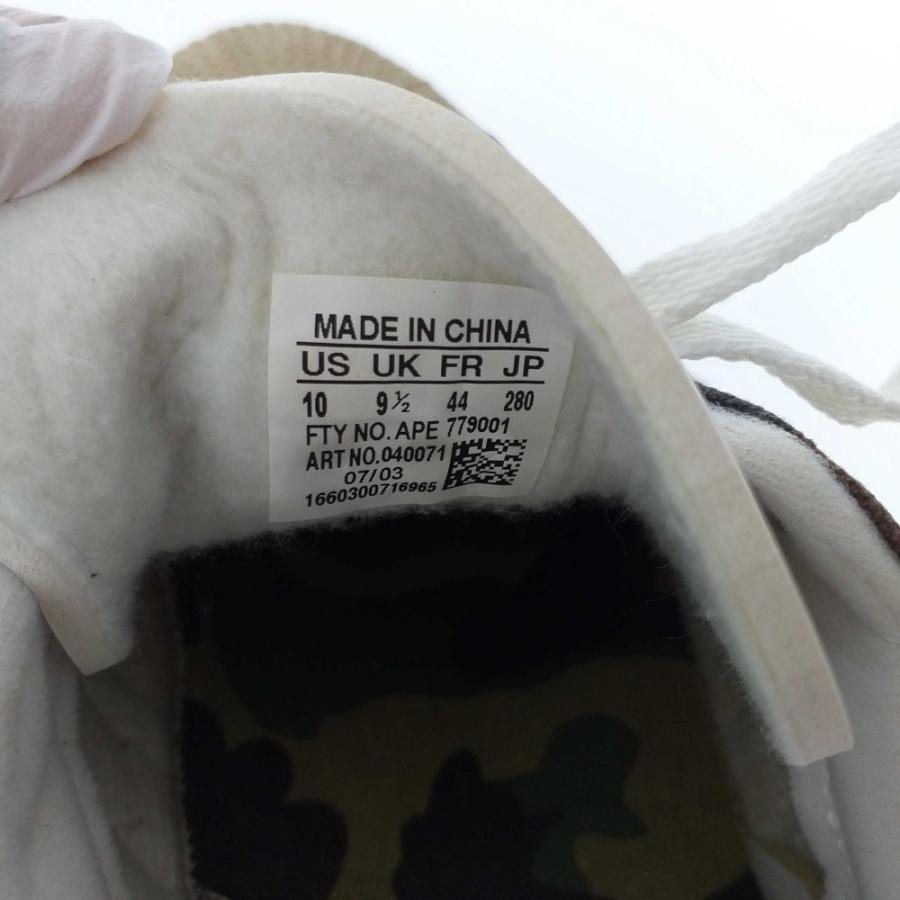 MADE IN CHINA
US UK FR JP
10 9½ 44 280
FTY NO. APE 779001
ART NO.040071
07/03
1660300716965